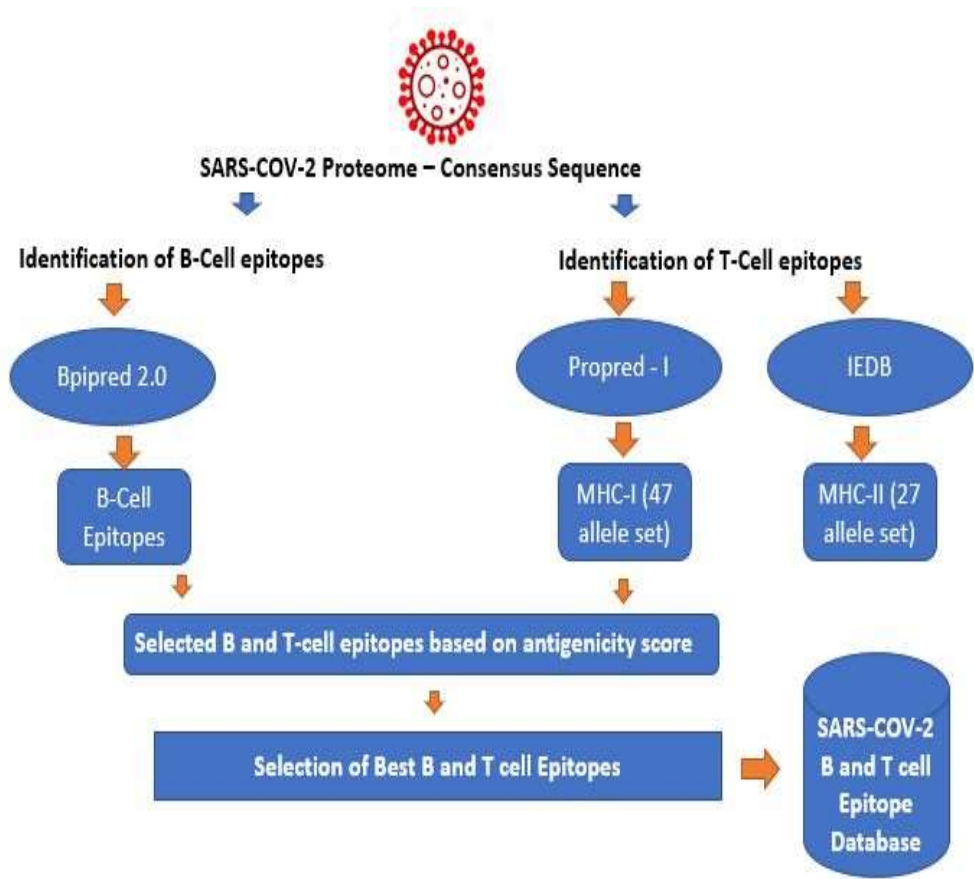 SARS-COV-2 Proteome – Consensus Sequence
Identification of B-Cell epitopes
Identification of T-Cell epitopes
Bpipred 2.0
Propred - I
IEDB
B-Cell
Epitopes
MHC-I (47
allele set)
MHC-II (27
allele set)
Selected B and T-cell epitopes based on antigenicity score
Selection of Best B and T cell Epitopes
SARS-COV-2
B and T cell
Epitope
Database